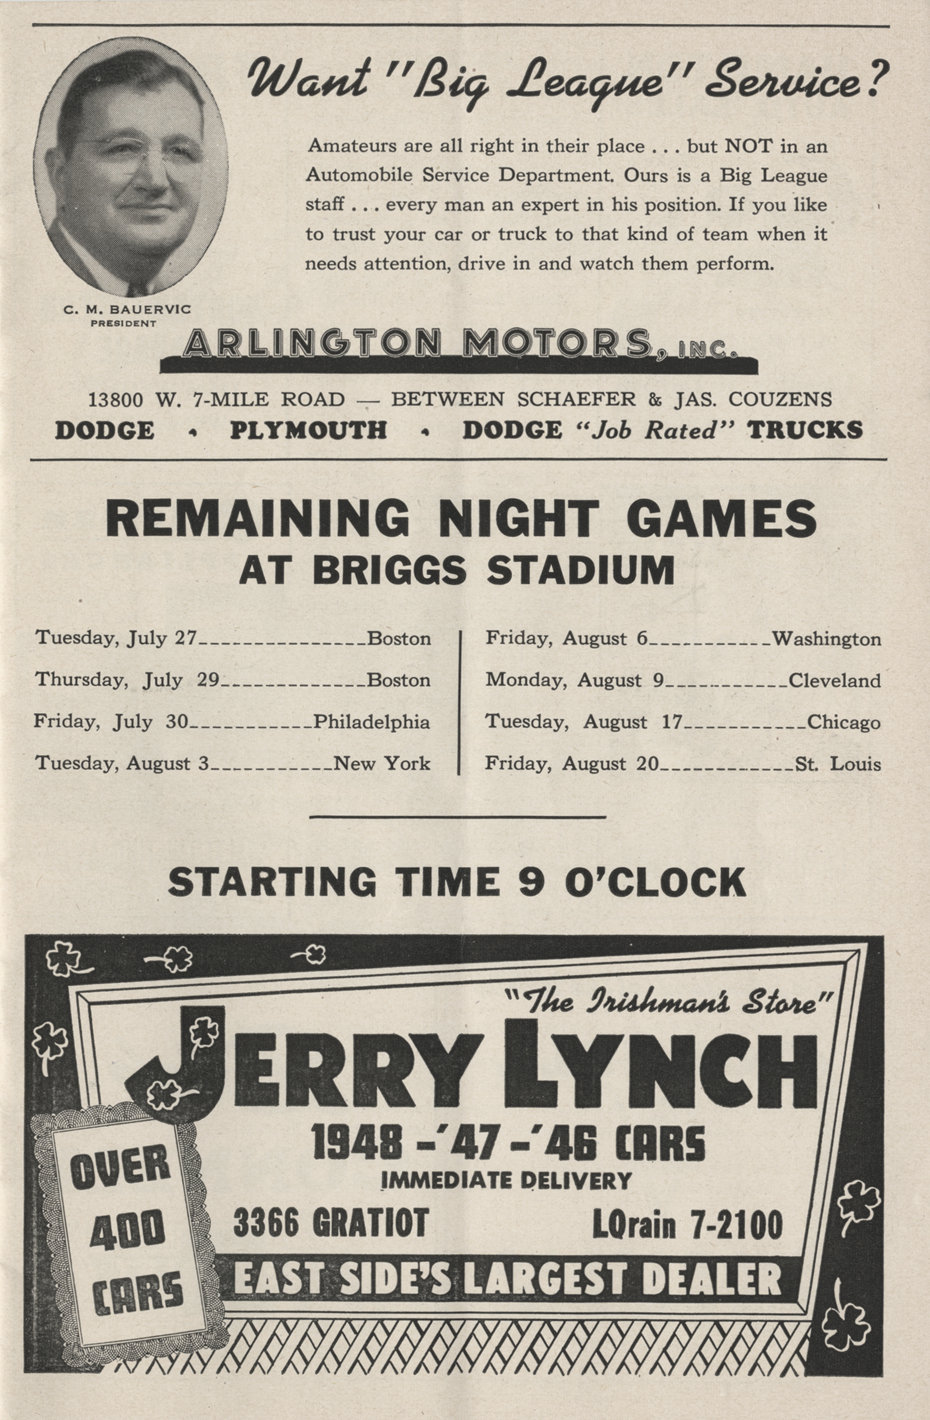 Want "Big League" Service?
Amateurs are all right in their place . . . but NOT in an
Automobile Service Department. Ours is a Big League
staff . . . every man an expert in his position. If you like
to trust your car or truck to that kind of team when it
needs attention, drive in and watch them perform.
C. M. BAUERVIC
PRESIDENT
ARLINGTON MOTORS, INC.
13800 W. 7-MILE ROAD — BETWEEN SCHAEFER & JAS. COUZENS
DODGE • PLYMOUTH • DODGE "Job Rated" TRUCKS
REMAINING NIGHT GAMES
AT BRIGGS STADIUM
Tuesday, July 27_______________Boston
Thursday, July 29_____________Boston
Friday, July 30___________Philadelphia
Tuesday, August 3___________New York
Friday, August 6___________Washington
Monday, August 9___________Cleveland
Tuesday, August 17___________Chicago
Friday, August 20____________St. Louis
STARTING TIME 9 O'CLOCK
"The Irishman's Store"
JERRY LYNCH
1948 -'47 -'46 CARS
IMMEDIATE DELIVERY
3366 GRATIOT LOrain 7-2100
EAST SIDE'S LARGEST DEALER
OVER
400
CARS